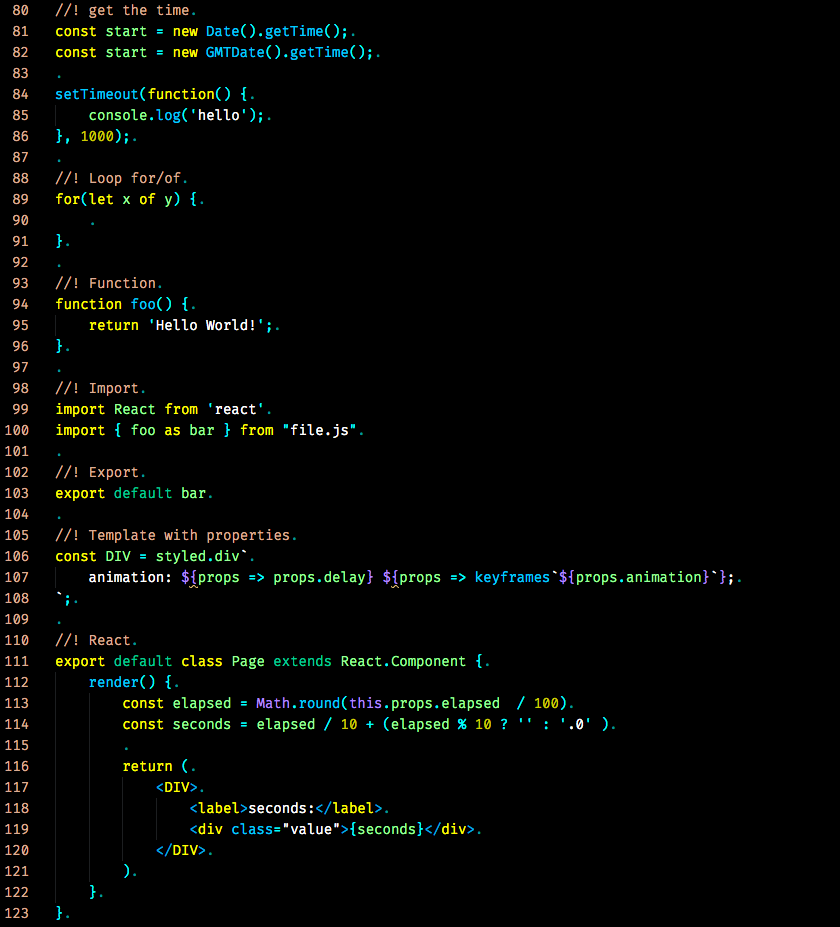 80 //! get the time.
81 const start = new Date().getTime();.
82 const start = new GMTDate().getTime();.
83 .
84 setTimeout(function() {.
85     console.log('hello');.
86 }, 1000);.
87 .
88 //! Loop for/of.
89 for(let x of y) {.
90     .
91 }.
92 .
93 //! Function.
94 function foo() {.
95     return 'Hello World!';.
96 }.
97 .
98 //! Import.
99 import React from 'react'.
100 import { foo as bar } from "file.js".
101 .
102 //! Export.
103 export default bar.
104 .
105 //! Template with properties.
106 const DIV = styled.div`.
107     animation: ${props => props.delay} ${props => keyframes`${props.animation}`};.
108 `;.
109 .
110 //! React.
111 export default class Page extends React.Component {.
112     render() {.
113         const elapsed = Math.round(this.props.elapsed  / 100).
114         const seconds = elapsed / 10 + (elapsed % 10 ? '' : '.0' ).
115         .
116         return (.
117             <DIV>.
118                 <label>seconds:</label>.
119                 <div class="value">{seconds}</div>.
120             </DIV>.
121         ).
122     }.
123 }.